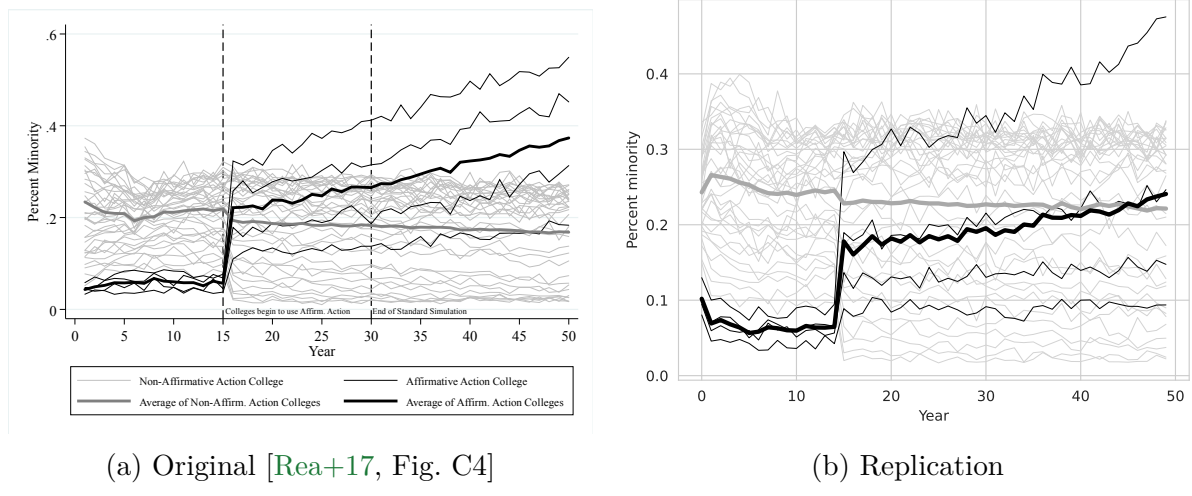 .6
.4
.2
0
Percent Minority
Colleges begin to use Affirm. Action
End of Standard Simulation
0 5 10 15 20 25 30 35 40 45 50
Year
Non-Affirmative Action College
Affirmative Action College
Average of Non-Affirm. Action Colleges
Average of Affirm. Action Colleges
(a) Original [Rea+17, Fig. C4]
0.4
0.3
0.2
0.1
0.0
Percent minority
0 10 20 30 40 50
Year
(b) Replication